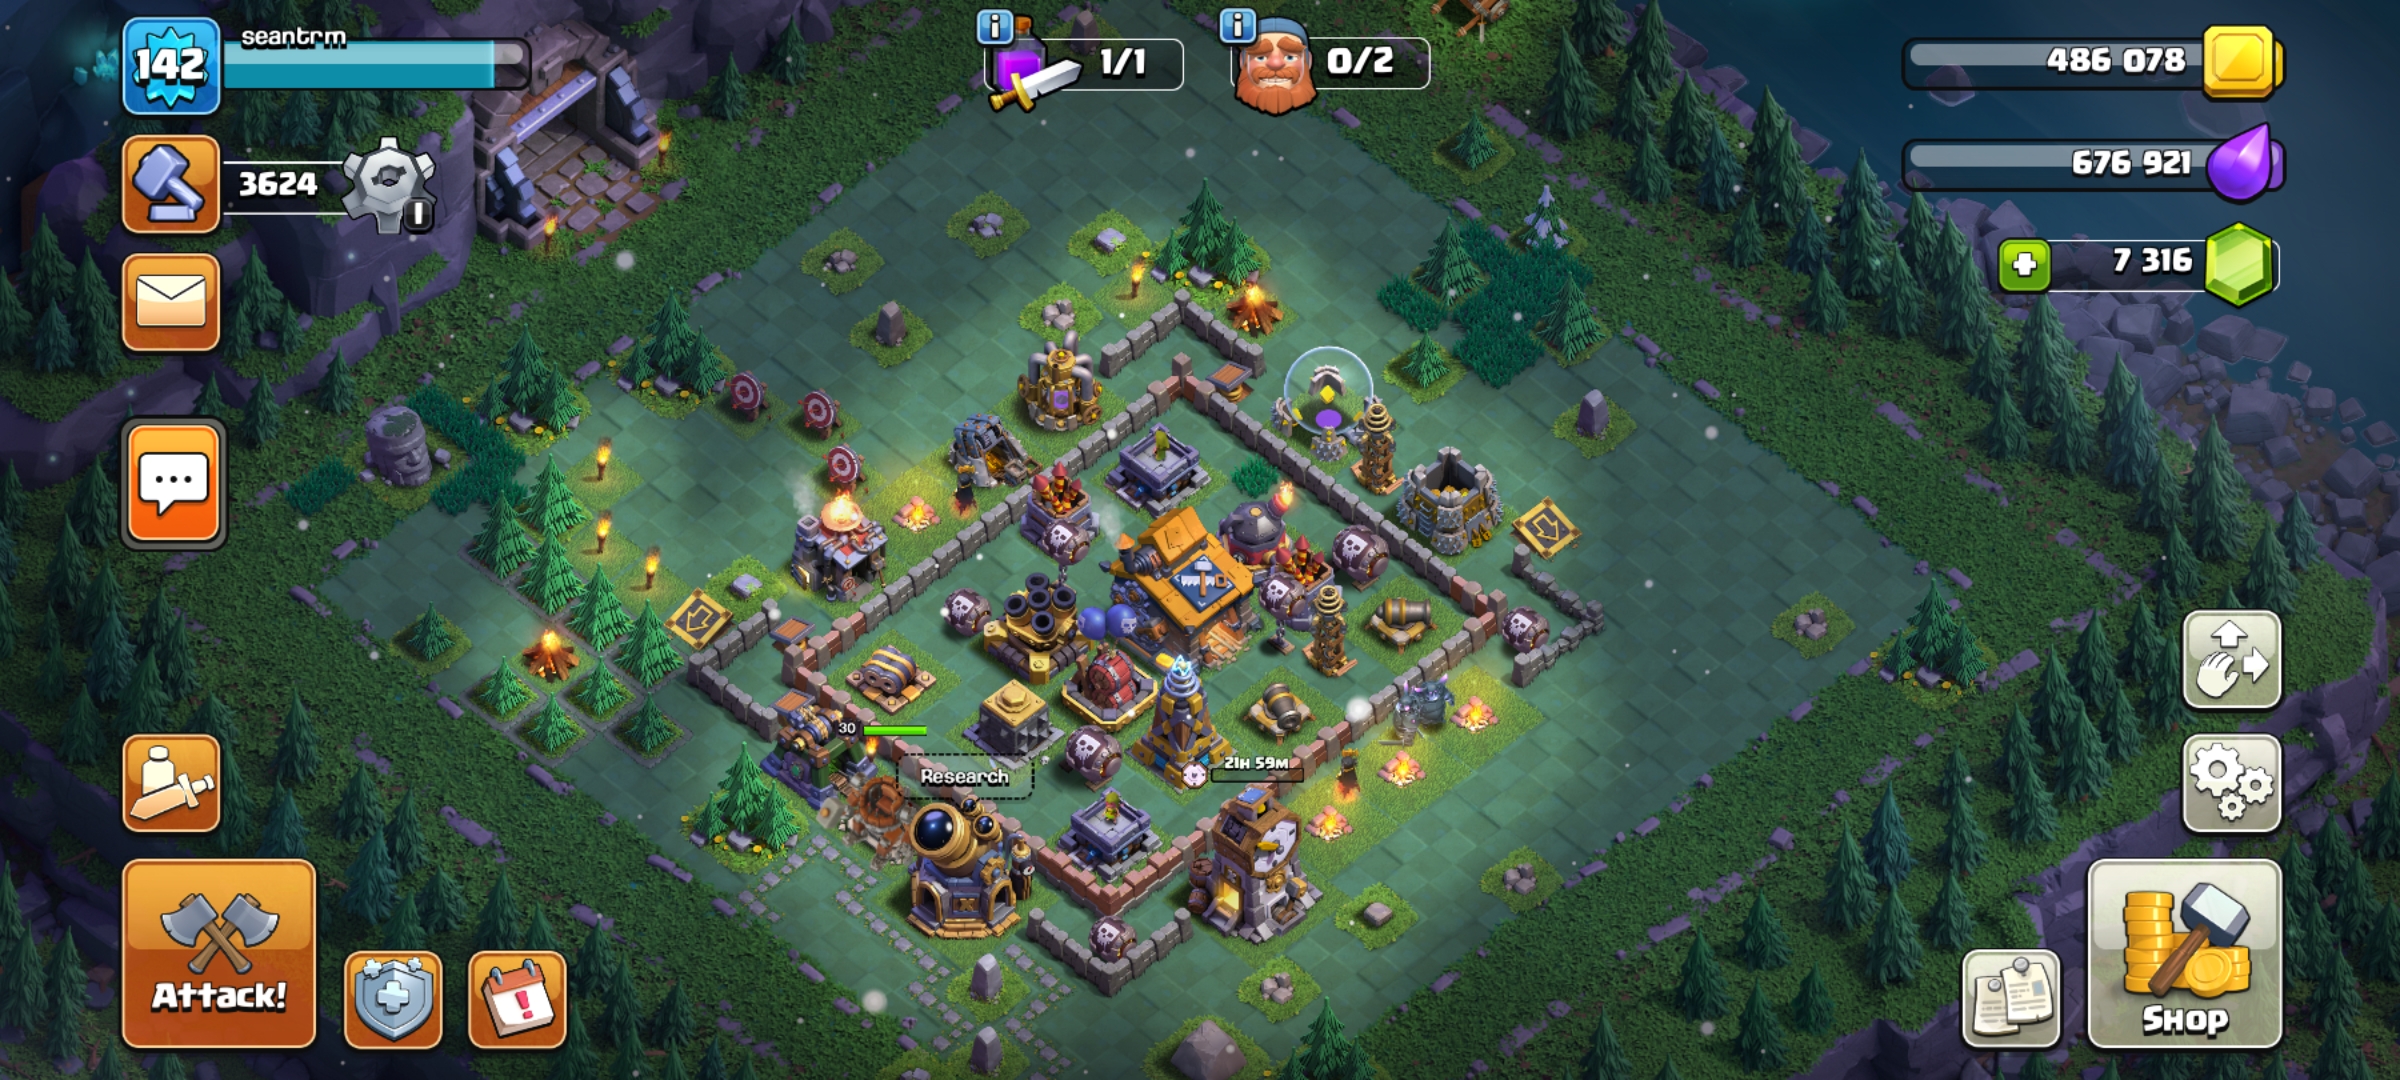 142
seantrm
1/1
0/2
486 078
3624
I
676 921
7 316
30
Research
21H 59M
Attack!
Shop